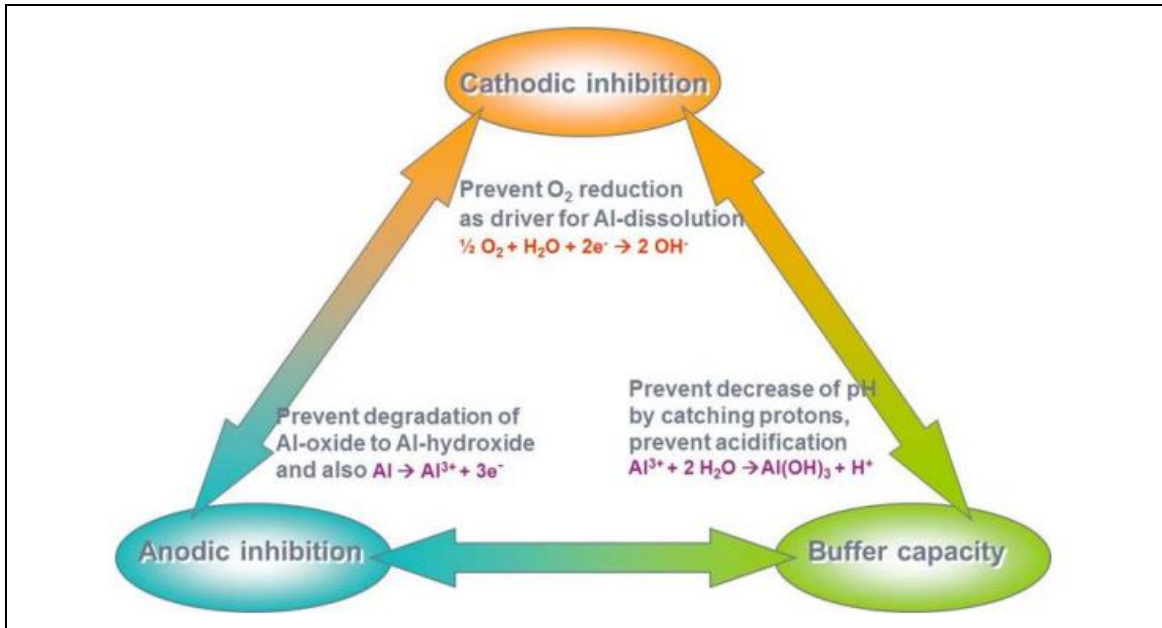 Cathodic inhibition
Prevent O₂ reduction
as driver for Al-dissolution
½ O₂ + H₂O + 2e⁻ → 2 OH⁻
Prevent degradation of
Al-oxide to Al-hydroxide
and also Al → Al³⁺ + 3e⁻
Prevent decrease of pH
by catching protons,
prevent acidification
Al³⁺ + 2 H₂O → Al(OH)₃ + H⁺
Anodic inhibition
Buffer capacity